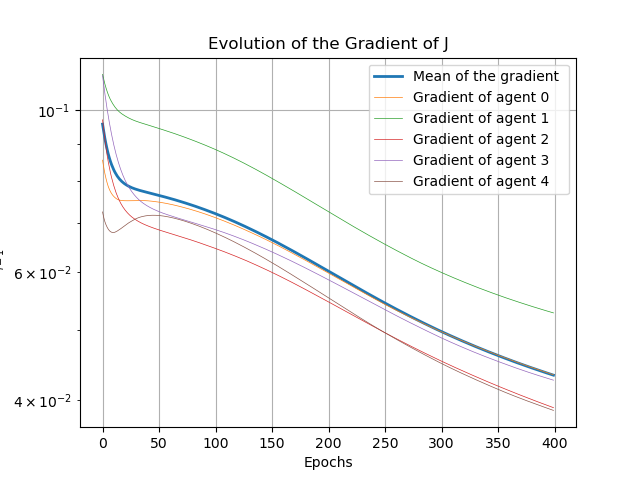 Evolution of the Gradient of J
Mean of the gradient
Gradient of agent 0
Gradient of agent 1
Gradient of agent 2
Gradient of agent 3
Gradient of agent 4
10⁻¹
6 × 10⁻²
4 × 10⁻²
0 50 100 150 200 250 300 350 400
Epochs